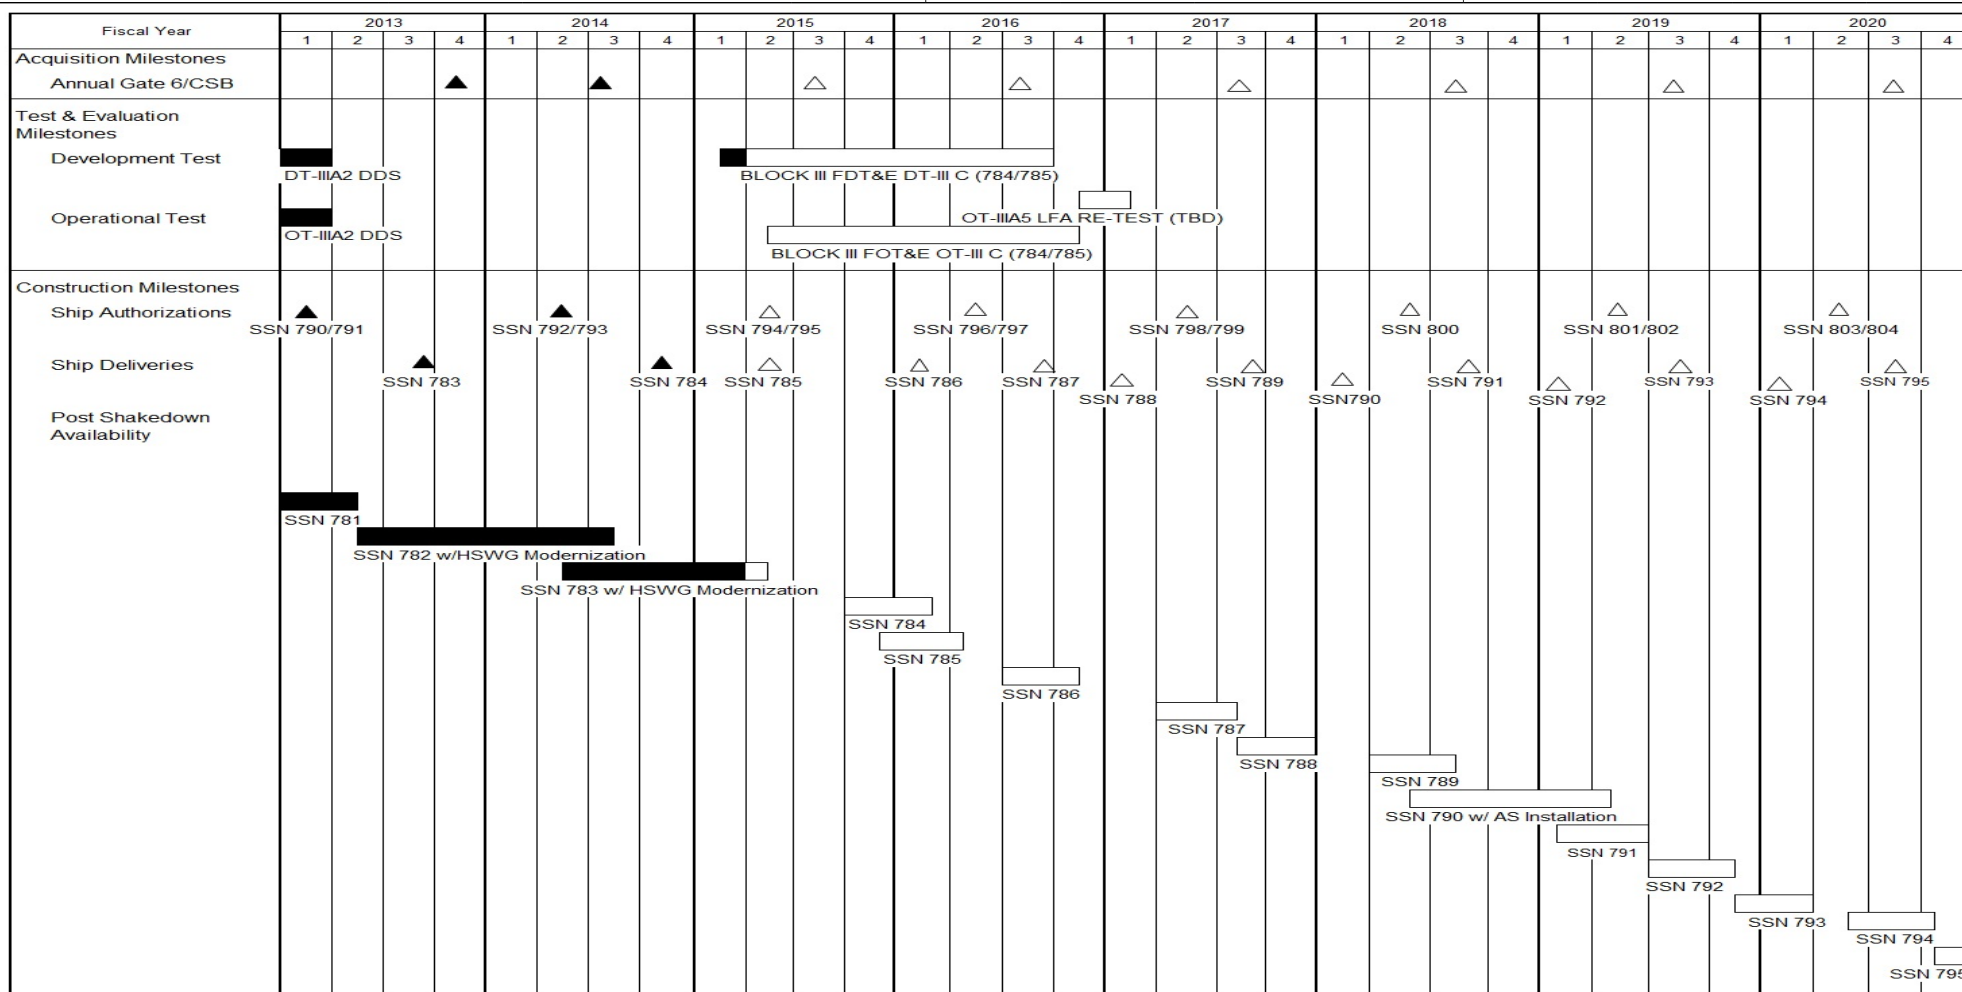 Fiscal Year 2013 2014 2015 2016 2017 2018 2019 2020
1 2 3 4 1 2 3 4 1 2 3 4 1 2 3 4 1 2 3 4 1 2 3 4 1 2 3 4 1 2 3 4
Acquisition Milestones
Annual Gate 6/CSB
Test & Evaluation
Milestones
Development Test
DT-IIIA2 DDS BLOCK III FDT&E DT-III C (784/785)
Operational Test OT-IIIA5 LFA RE-TEST (TBD)
OT-IIIA2 DDS
BLOCK III FOT&E OT-III C (784/785)
Construction Milestones
Ship Authorizations
SSN 790/791 SSN 792/793 SSN 794/795 SSN 796/797 SSN 798/799 SSN 800 SSN 801/802 SSN 803/804
Ship Deliveries
SSN 783 SSN 784 SSN 785 SSN 786 SSN 787 SSN 789 SSN 791 SSN 793 SSN 795
SSN 788 SSN790 SSN 792 SSN 794
Post Shakedown
Availability
SSN 781
SSN 782 w/HSWG Modernization
SSN 783 w/ HSWG Modernization
SSN 784
SSN 785
SSN 786
SSN 787
SSN 788
SSN 789
SSN 790 w/ AS Installation
SSN 791
SSN 792
SSN 793
SSN 794
SSN 795